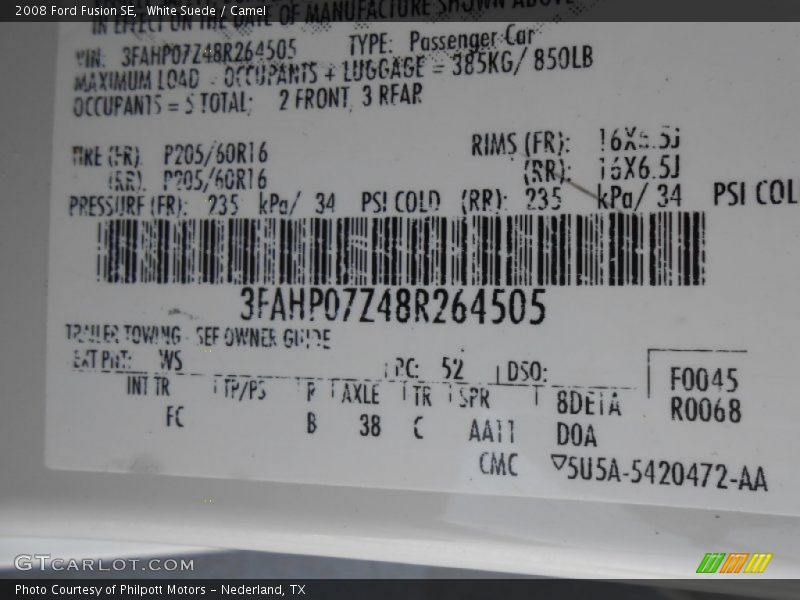 2008 Ford Fusion SE, White Suede / Camel
IN EFFECT ON THE DATE OF MANUFACTURE SHOWN ABOVE
VIN: 3FAHP07Z48R264505 TYPE: Passenger Car
MAXIMUM LOAD - OCCUPANTS + LUGGAGE = 385KG/ 850LB
OCCUPANTS = 5 TOTAL; 2 FRONT, 3 REAR
TIRE (FR): P205/60R16 RIMS (FR): 16X6.5J
(RR): P205/60R16 (RR): 16X6.5J
PRESSURE (FR): 235 kPa/ 34 PSI COLD (RR): 235 kPa/ 34 PSI COL
3FAHP07Z48R264505
TRAILER TOWING - SEE OWNER GUIDE
EXT PNT: WS RC: 52 DSO: F0045
INT TR TP/PS R AXLE TR SPR 8DE1A R0068
FC B 38 C AA11 D0A
CMC ▽5U5A-5420472-AA
GTCARLOT.COM
Photo Courtesy of Philpott Motors - Nederland, TX